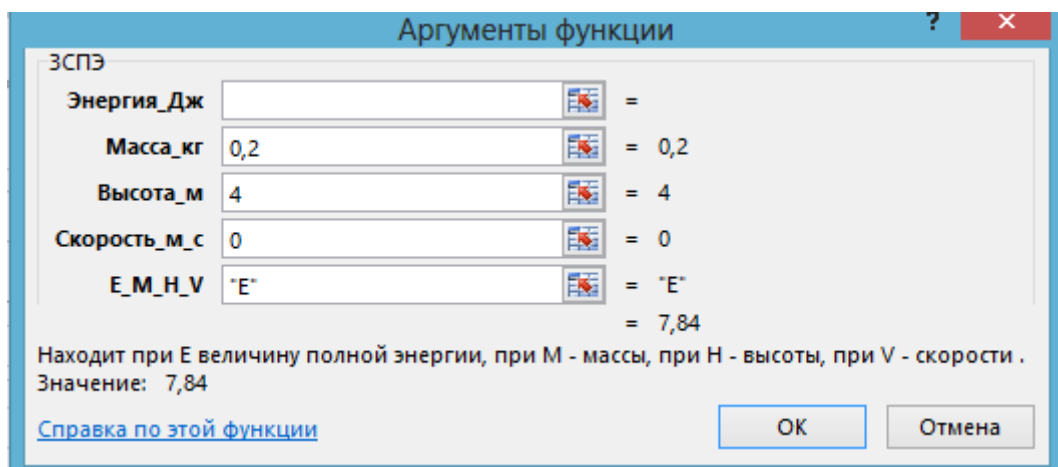 Аргументы функции ?
ЗСПЭ
Энергия_Дж =
Масса_кг 0,2 = 0,2
Высота_м 4 = 4
Скорость_м_с 0 = 0
E_M_H_V "E" = "E"
= 7,84
Находит при E величину полной энергии, при M - массы, при H - высоты, при V - скорости .
Значение: 7,84
Справка по этой функции ОК Отмена